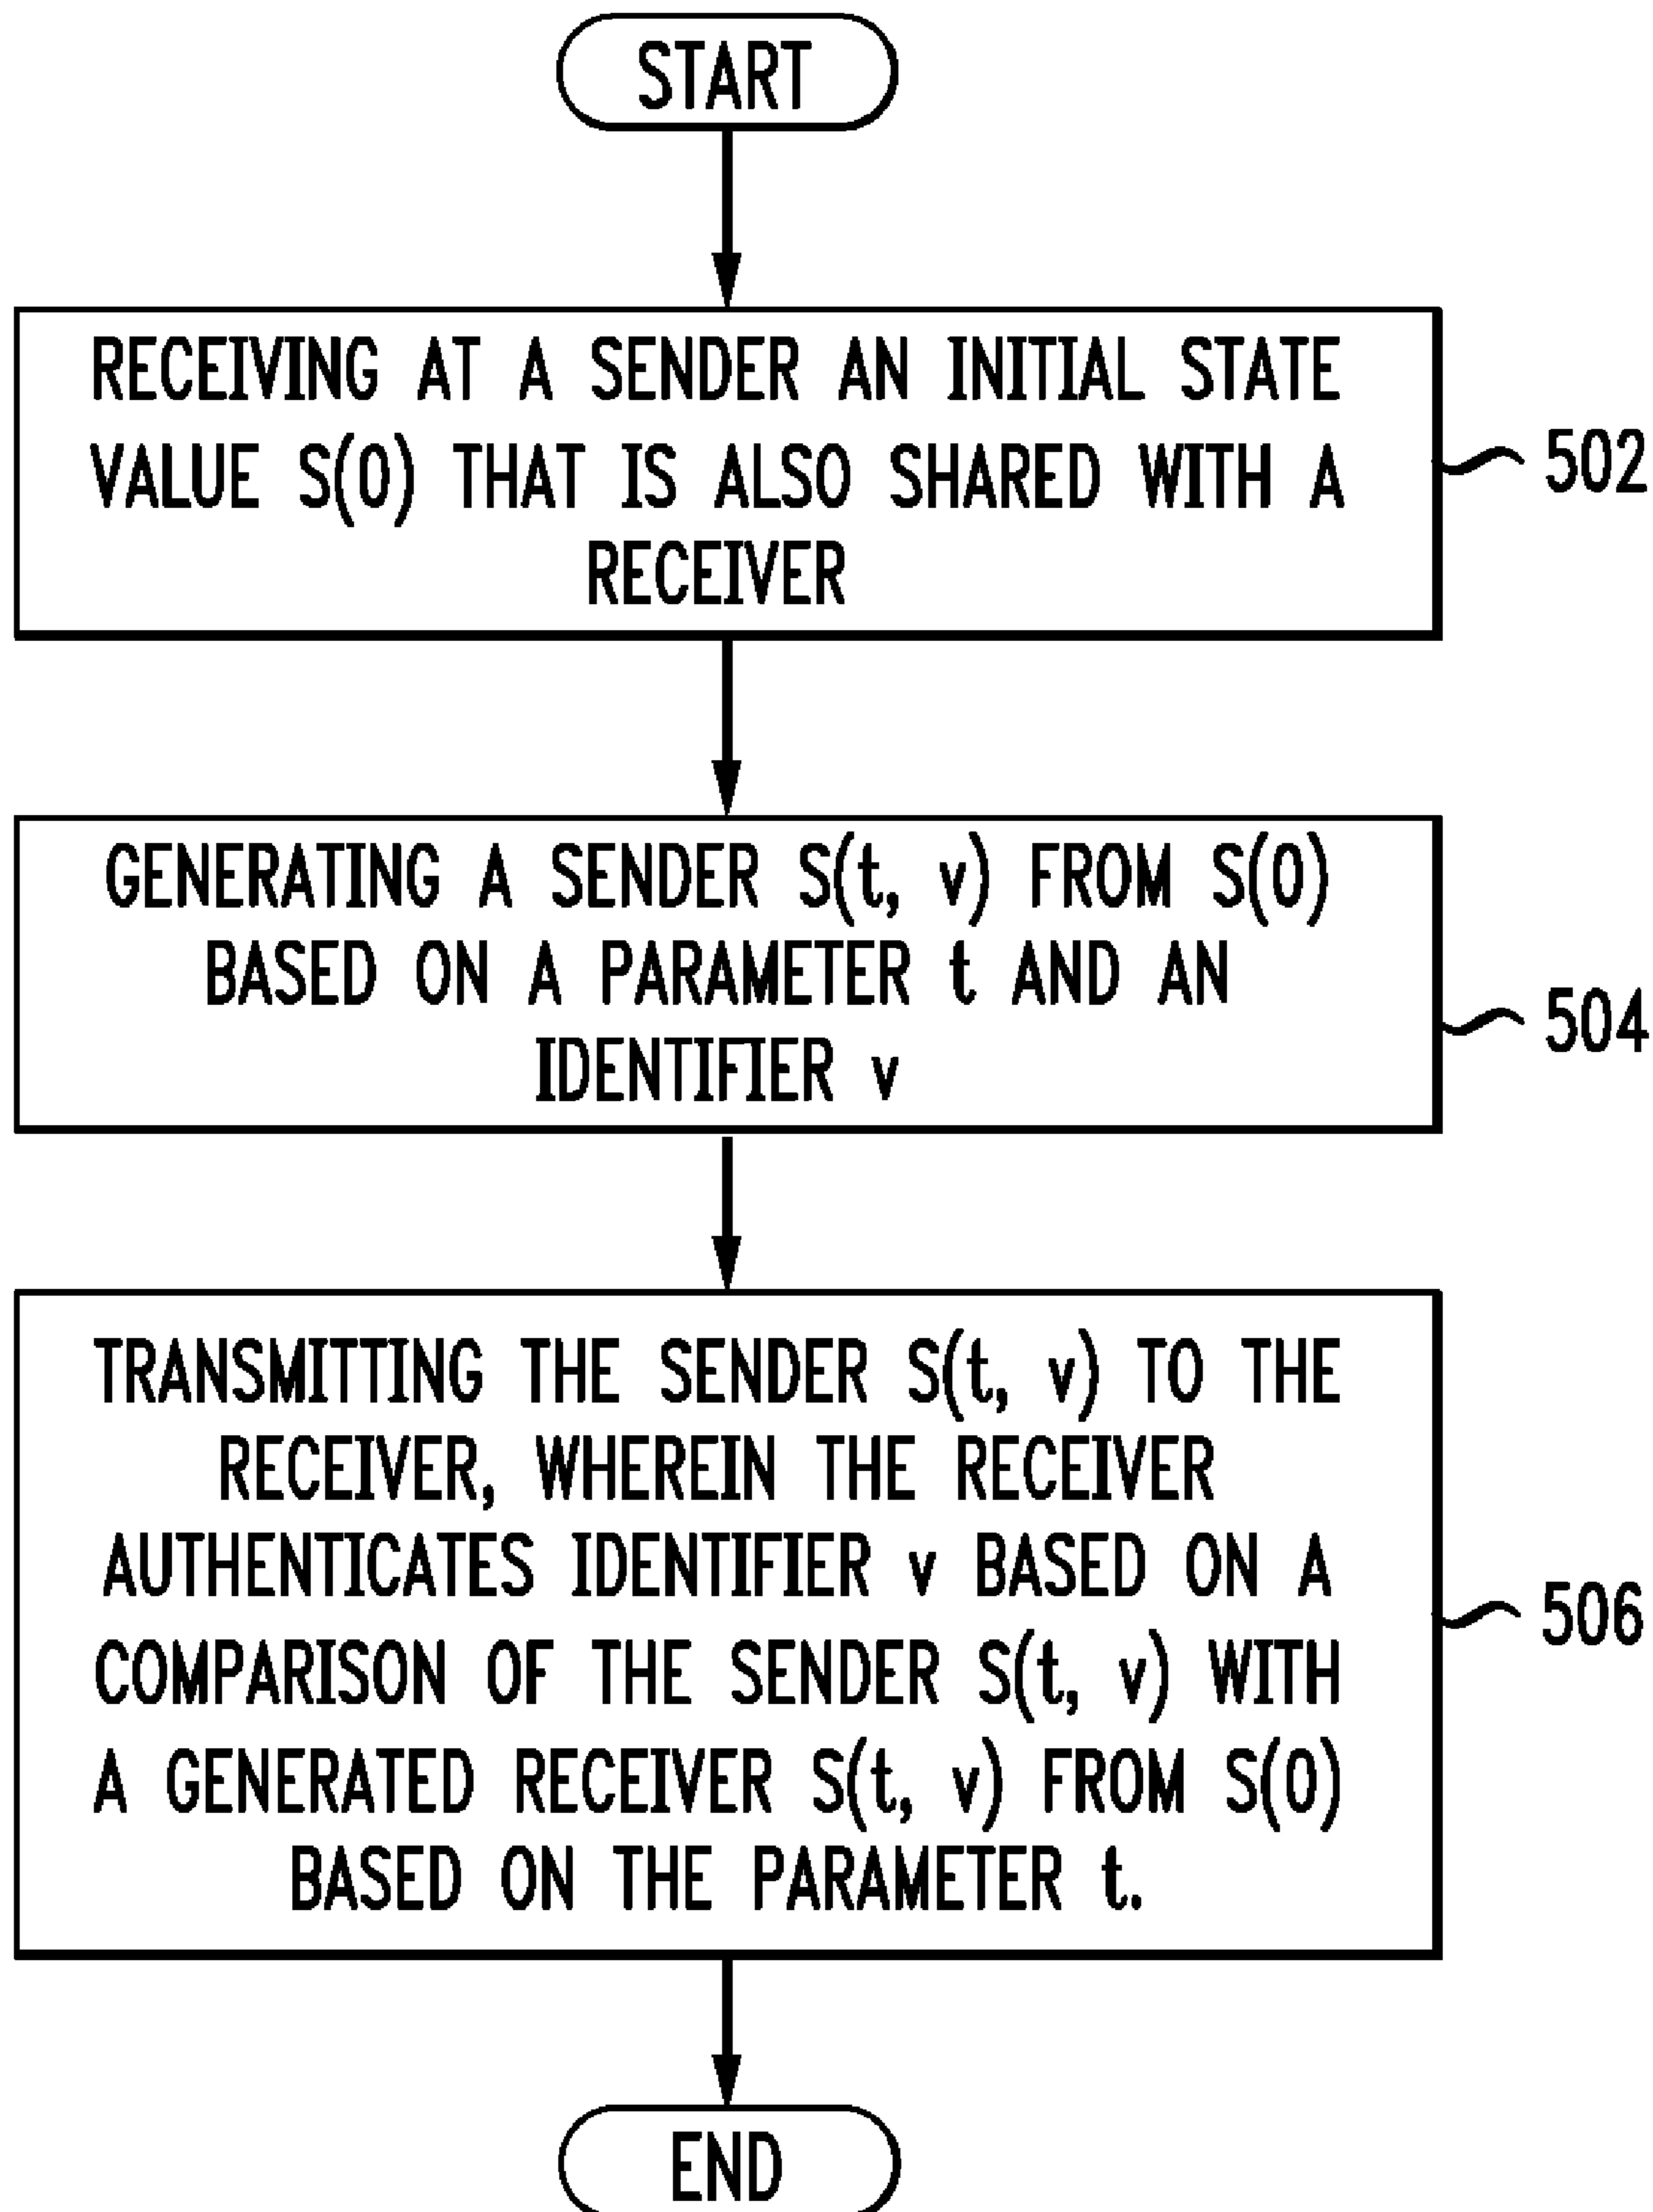 START
RECEIVING AT A SENDER AN INITIAL STATE
VALUE S(0) THAT IS ALSO SHARED WITH A
RECEIVER
502
GENERATING A SENDER S(t, v) FROM S(0)
BASED ON A PARAMETER t AND AN
IDENTIFIER v
504
TRANSMITTING THE SENDER S(t, v) TO THE
RECEIVER, WHEREIN THE RECEIVER
AUTHENTICATES IDENTIFIER v BASED ON A
COMPARISON OF THE SENDER S(t, v) WITH
A GENERATED RECEIVER S(t, v) FROM S(0)
BASED ON THE PARAMETER t.
506
END